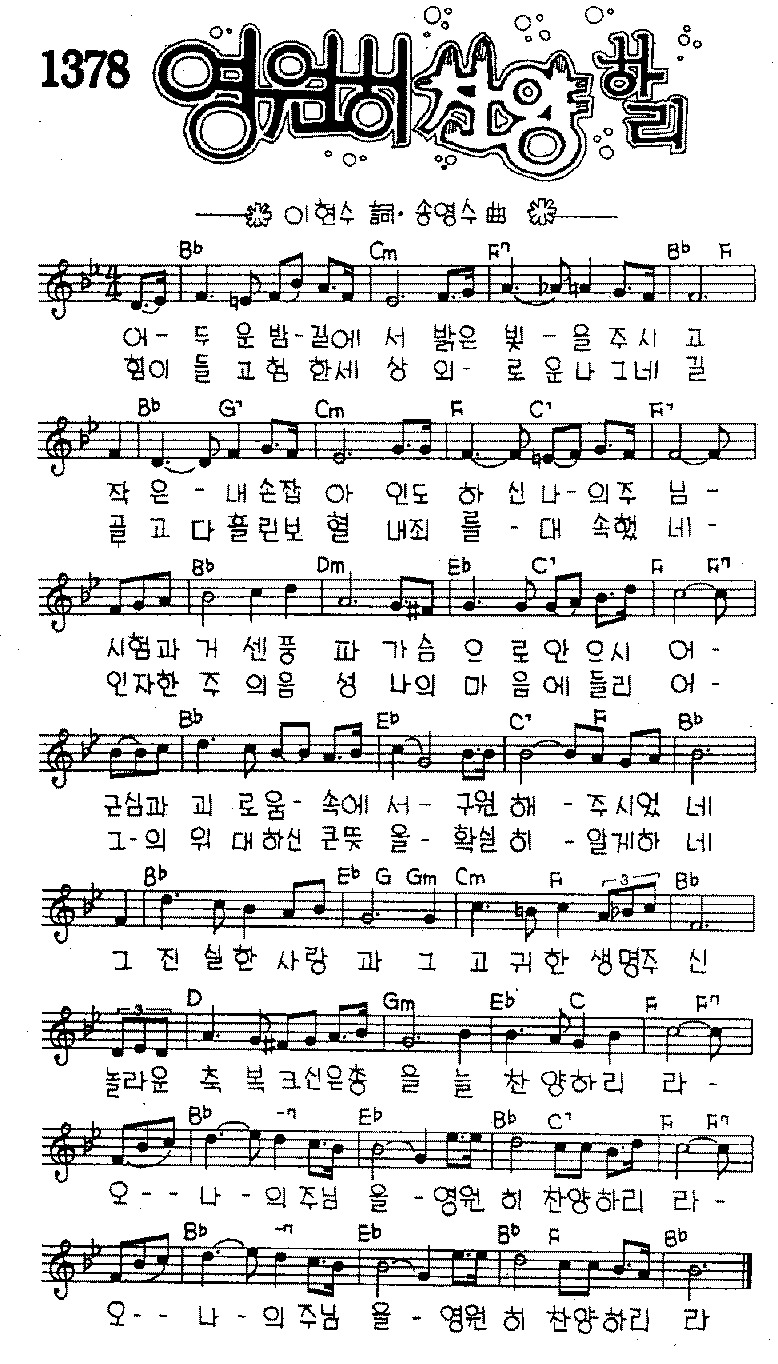 1378 영원히 찬양 하리
이현수 詞·송영수 曲
Bb Cm F7 Bb F
어- 두 운 밤-길에 서 밝은 빛 - 을 주 시 고
힘이 들 고 험 한세 상 외- 로 운 나 그네 길
Bb G7 Cm F C7 F7
작 은 - 내 손잡 아 인도 하 신 나-의주 님 -
골 고 다 흘린보 혈 내죄 를 - 대 속했 네 -
Bb Dm Eb C7 F F7
시험과 거 센 풍 파 가슴 으 로 안 으시 어 -
인자한 주 의음 성 나의 마 음에 들리 어 -
Bb Eb C7 F Bb
근심과 괴 로움- 속에 서- 구원 해 - 주시었 네
그-의 위 대하신 큰뜻 을- 확실 히 - 알게하 네
Bb Eb G Gm Cm F 3 Bb
그 진 실 한 사 랑 과 그 고 귀 한 생명주 신
3 D Gm Eb C F F7
놀라운 축 복 크신은총 을 늘 찬 양하 리 라 -
Bb -7 Eb Bb C7 F F7
오- - 나 - 의 주님 을 - 영원 히 찬양하리 라 -
Bb -7 Eb Bb F Bb
오- - 나 - 의 주님 을 - 영원 히 찬양하리 라